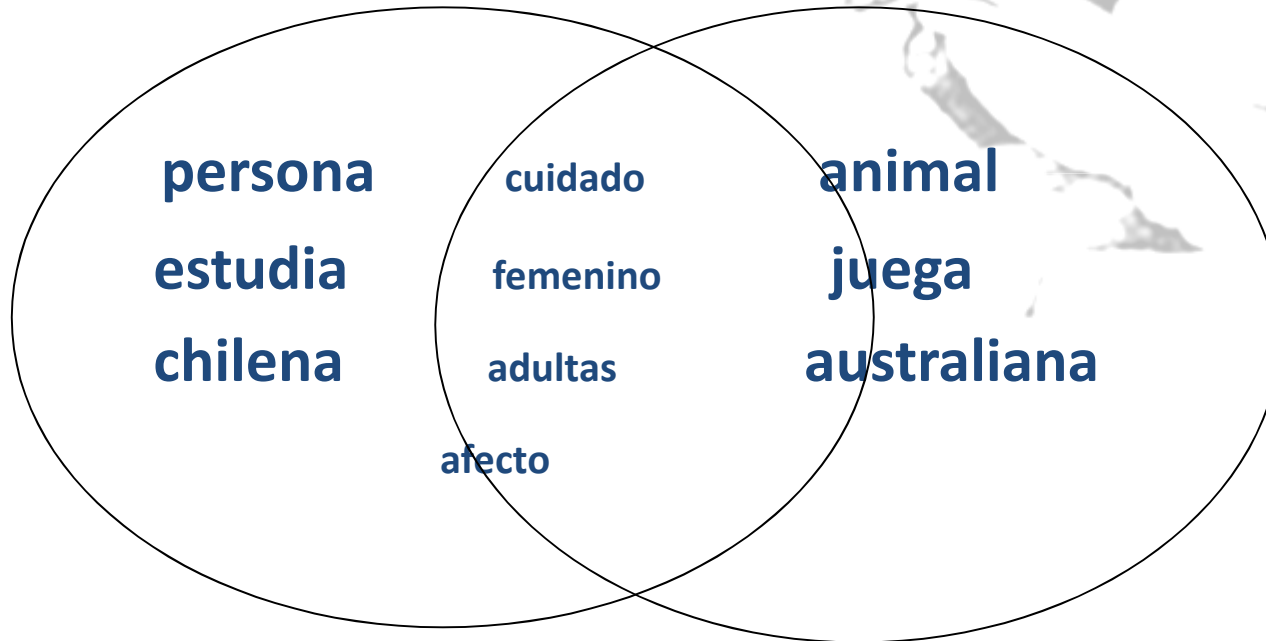 persona cuidado animal
estudia femenino juega
chilena adultas australiana
afecto